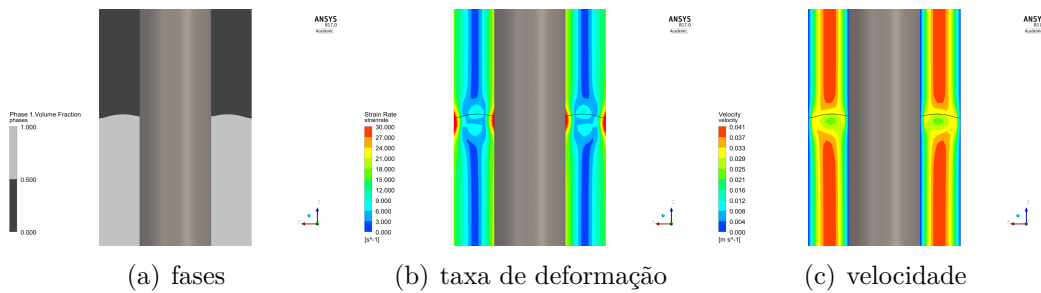 ANSYS
R17.0
Academic
Phase 1.Volume Fraction
phases
1.000
0.500
0.000
(a) fases
ANSYS
R17.0
Academic
Strain Rate
strainrate
30.000
27.000
24.000
21.000
18.000
15.000
12.000
9.000
6.000
3.000
0.000
[s^-1]
(b) taxa de deformação
ANSYS
R17.0
Academic
Velocity
velocity
0.041
0.037
0.033
0.029
0.025
0.021
0.016
0.012
0.008
0.004
0.000
[m s^-1]
(c) velocidade